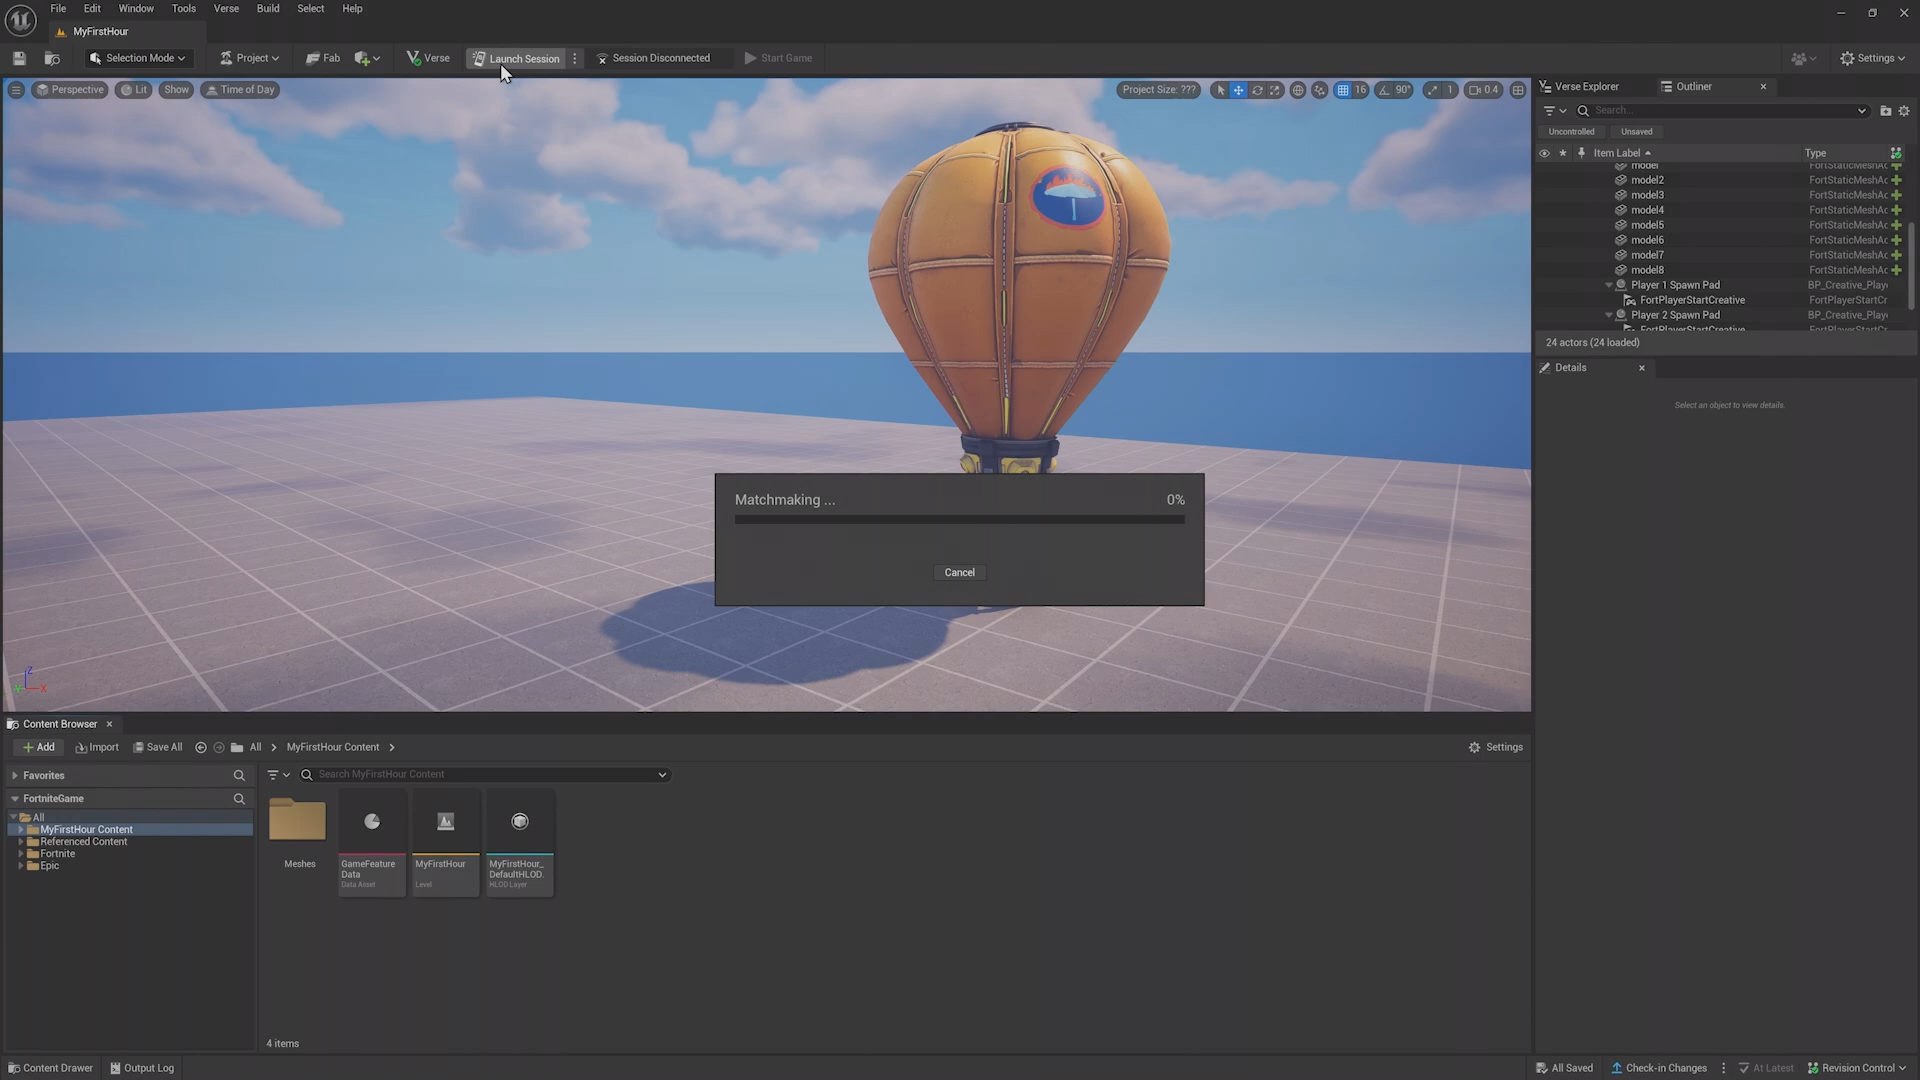 File Edit Window Tools Verse Build Select Help
MyFirstHour
Selection Mode Project Fab Verse Launch Session Session Disconnected Start Game Settings
Perspective Lit Show Time of Day Project Size: ??? 16 90° 1 0.4
Verse Explorer Outliner
Search...
Uncontrolled Unsaved
Item Label Type
model FortStaticMeshAc
model2 FortStaticMeshAc
model3 FortStaticMeshAc
model4 FortStaticMeshAc
model5 FortStaticMeshAc
model6 FortStaticMeshAc
model7 FortStaticMeshAc
model8 FortStaticMeshAc
Player 1 Spawn Pad BP_Creative_Playe
FortPlayerStartCreative FortPlayerStartCr
Player 2 Spawn Pad BP_Creative_Playe
FortPlayerStartCreative FortPlayerStartCr
24 actors (24 loaded)
Details
Select an object to view details.
Matchmaking ... 0%
Cancel
Z
X
Content Browser
Add Import Save All All MyFirstHour Content Settings
Favorites
Search MyFirstHour Content
FortniteGame
All
MyFirstHour Content
Referenced Content
Fortnite
Epic
Meshes
GameFeature
Data
Data Asset
MyFirstHour
Level
MyFirstHour_
DefaultHLOD.
HLOD Layer
4 items
Content Drawer Output Log All Saved Check-in Changes At Latest Revision Control